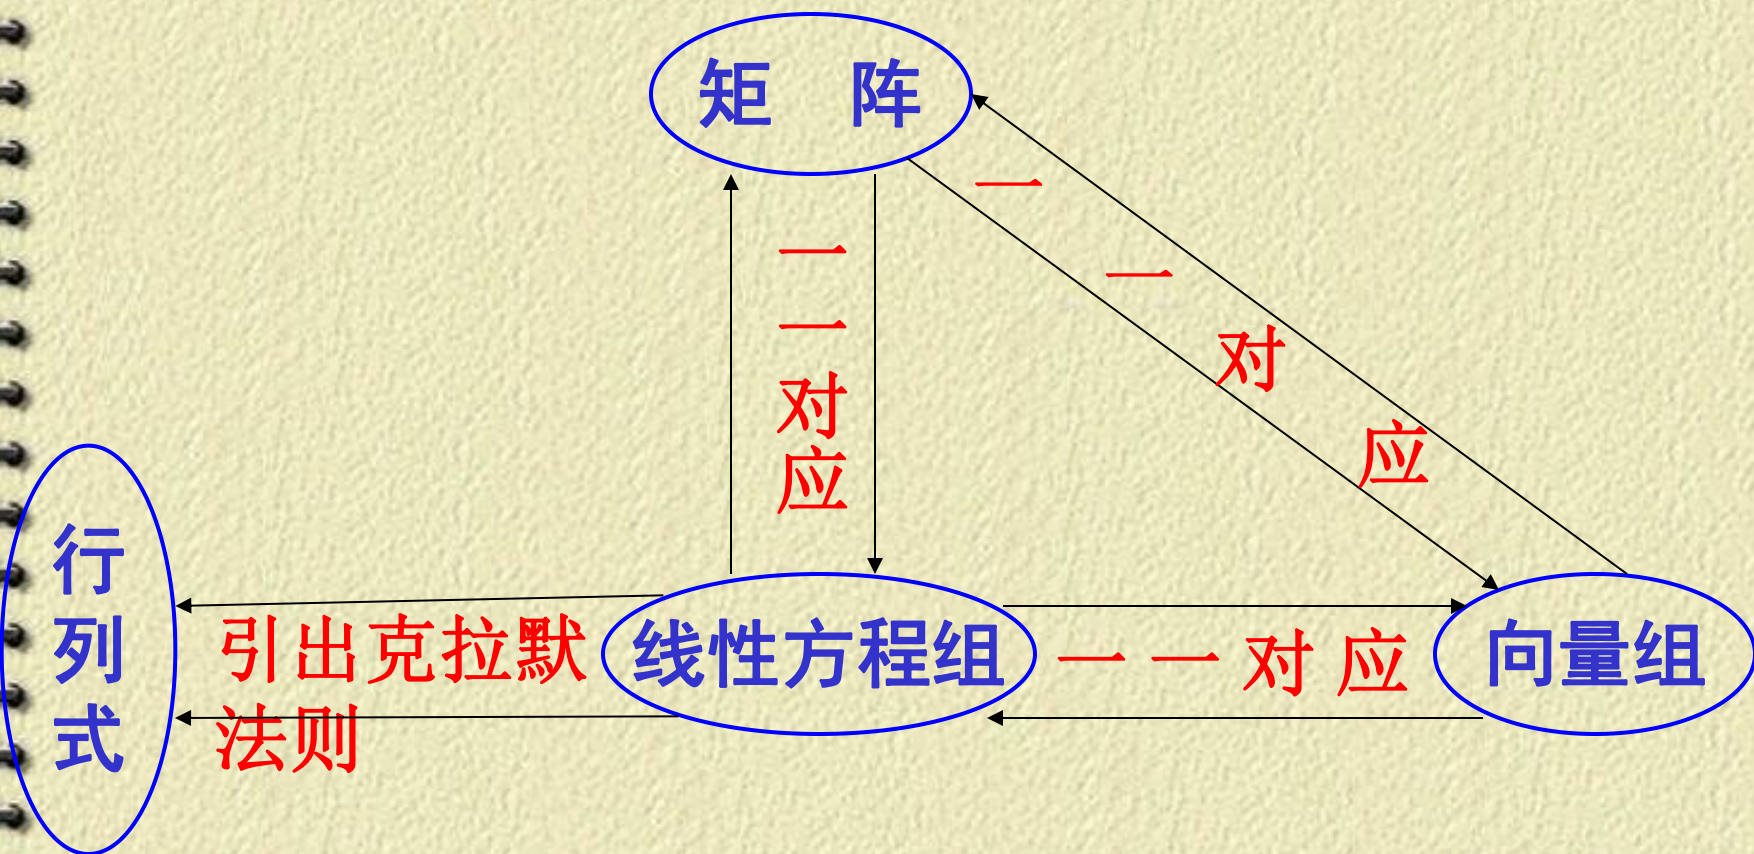 矩 阵
一一对应
一一对应
行列式
引出克拉默
法则
线性方程组
一一对应
向量组